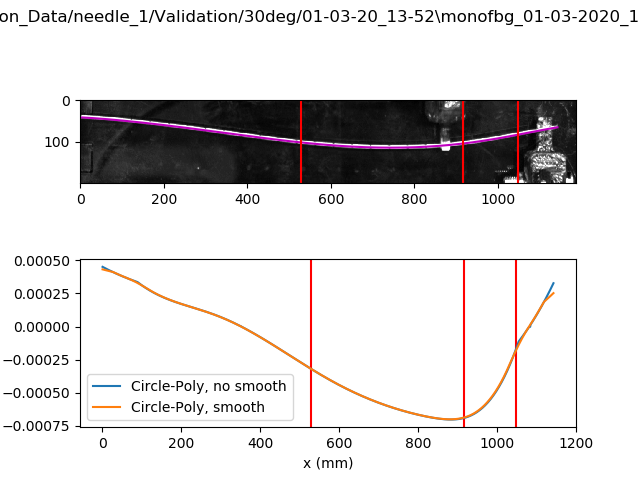 on_Data/needle_1/Validation/30deg/01-03-20_13-52\monofbg_01-03-2020_1
0
100
0 200 400 600 800 1000
0.00050
0.00025
0.00000
−0.00025
−0.00050
−0.00075
Circle-Poly, no smooth
Circle-Poly, smooth
0 200 400 600 800 1000 1200
x (mm)